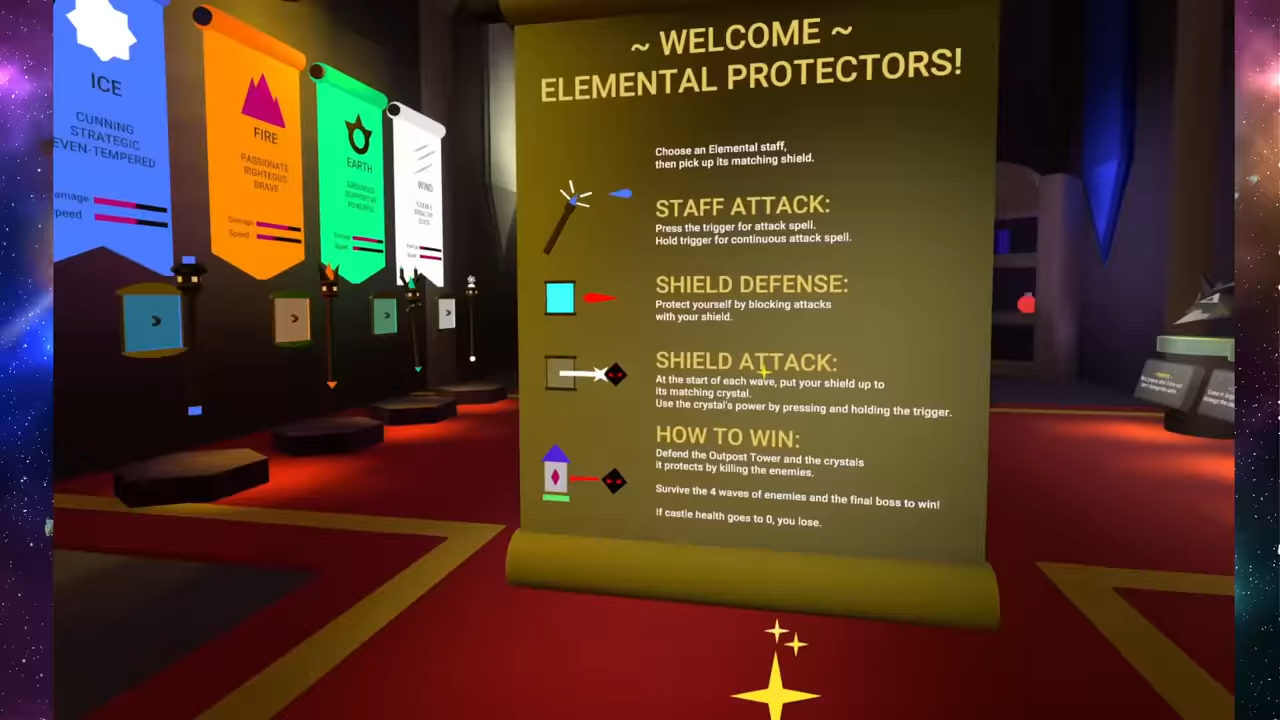 ICE
CUNNING
STRATEGIC
EVEN-TEMPERED
Damage
Speed
FIRE
PASSIONATE
RIGHTEOUS
BRAVE
Damage
Speed
EARTH
POWERFUL
WIND
~ WELCOME ~
ELEMENTAL PROTECTORS!
Choose an Elemental staff,
then pick up its matching shield.
STAFF ATTACK:
Press the trigger for attack spell.
Hold trigger for continuous attack spell.
SHIELD DEFENSE:
Protect yourself by blocking attacks
with your shield.
SHIELD ATTACK:
At the start of each wave, put your shield up to
its matching crystal.
Use the crystal's power by pressing and holding the trigger.
HOW TO WIN:
Defend the Outpost Tower and the crystals
it protects by killing the enemies.
Survive the 4 waves of enemies and the final boss to win!
If castle health goes to 0, you lose.